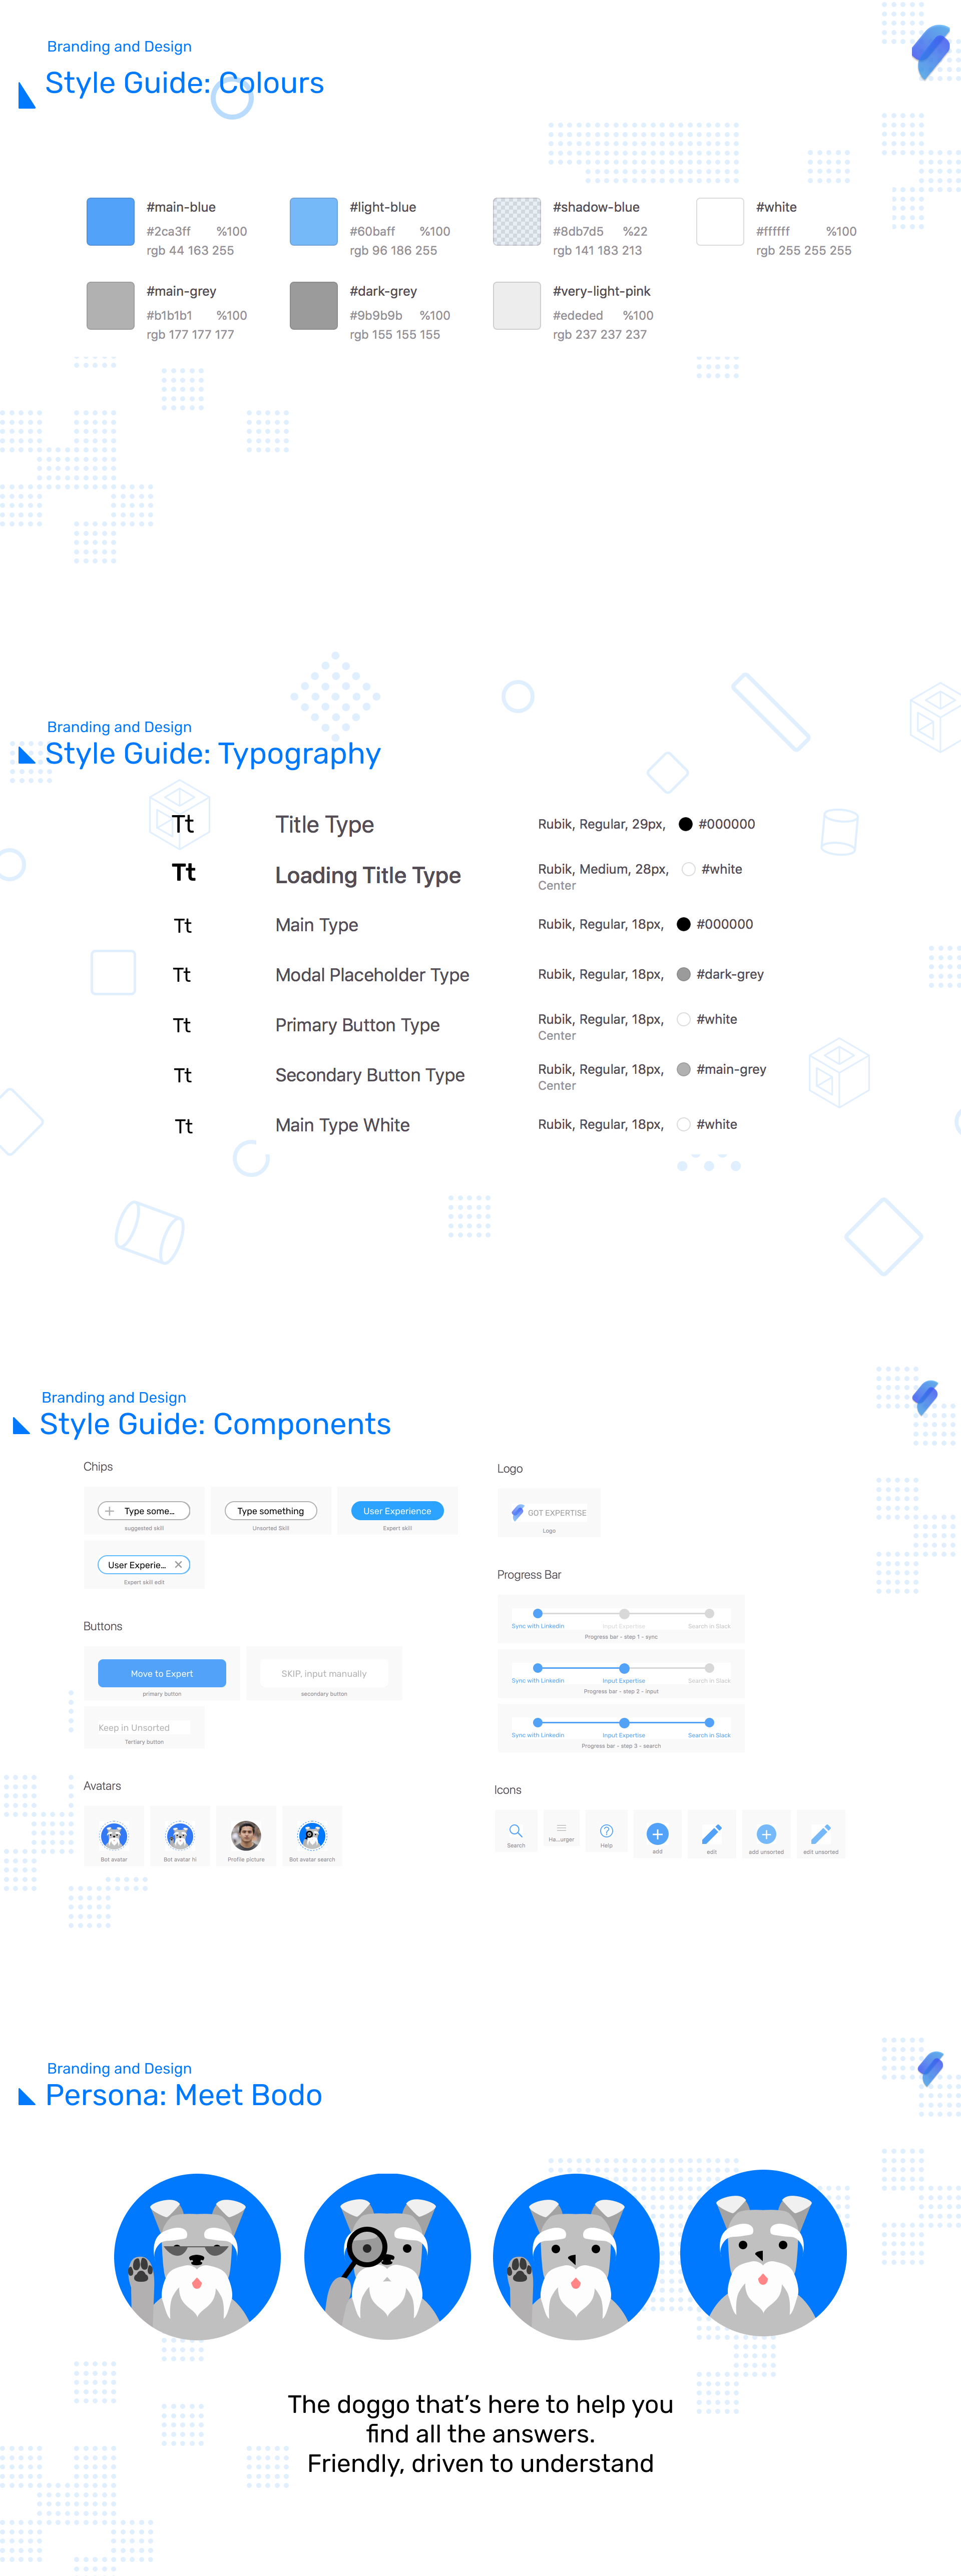 Branding and Design
Style Guide: Colours
#main-blue
#2ca3ff %100
rgb 44 163 255
#light-blue
#60baff %100
rgb 96 186 255
#shadow-blue
#8db7d5 %22
rgb 141 183 213
#white
#ffffff %100
rgb 255 255 255
#main-grey
#b1b1b1 %100
rgb 177 177 177
#dark-grey
#9b9b9b %100
rgb 155 155 155
#very-light-pink
#ededed %100
rgb 237 237 237
Branding and Design
Style Guide: Typography
Tt Title Type Rubik, Regular, 29px, #000000
Tt Loading Title Type Rubik, Medium, 28px, #white
Center
Tt Main Type Rubik, Regular, 18px, #000000
Tt Modal Placeholder Type Rubik, Regular, 18px, #dark-grey
Tt Primary Button Type Rubik, Regular, 18px, #white
Center
Tt Secondary Button Type Rubik, Regular, 18px, #main-grey
Center
Tt Main Type White Rubik, Regular, 18px, #white
Branding and Design
Style Guide: Components
Chips
Type some...
suggested skill
Type something
Unsorted Skill
User Experience
Expert skill
User Experie...
Expert skill edit
Buttons
Move to Expert
primary button
SKIP, input manually
secondary button
Keep in Unsorted
Tertiary button
Avatars
Bot avatar
Bot avatar hi
Profile picture
Bot avatar search
Logo
GOT EXPERTISE
Logo
Progress Bar
Sync with Linkedin Input Expertise Search in Slack
Progress bar - step 1 - sync
Sync with Linkedin Input Expertise Search in Slack
Progress bar - step 2 - input
Sync with Linkedin Input Expertise Search in Slack
Progress bar - step 3 - search
Icons
Search
Ha...urger
Help
add
edit
add unsorted
edit unsorted
Branding and Design
Persona: Meet Bodo
The doggo that’s here to help you
find all the answers.
Friendly, driven to understand